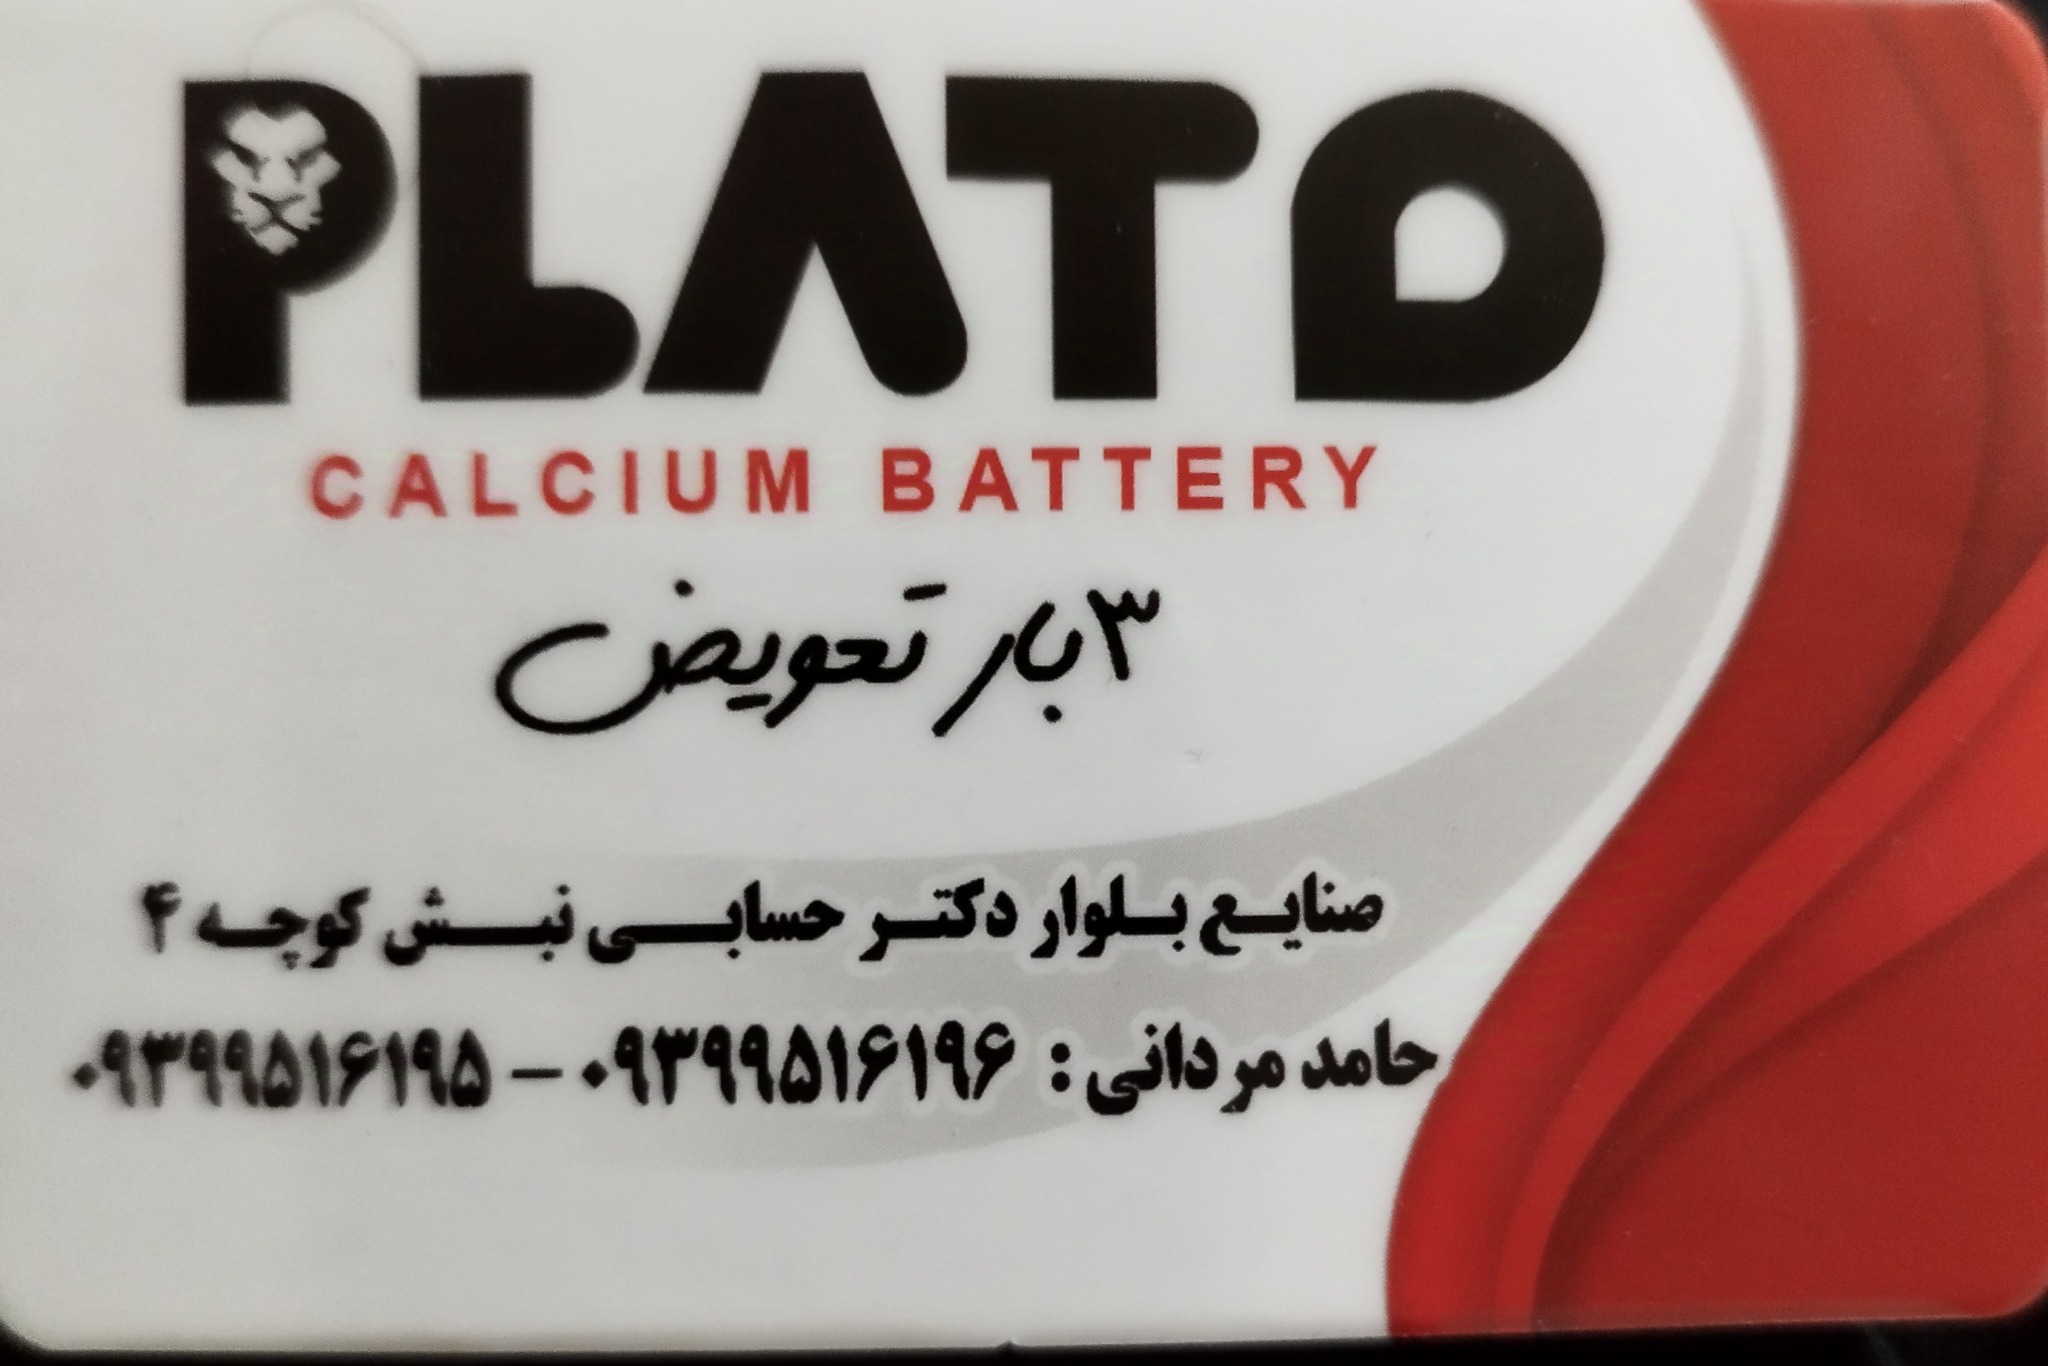 PLATO
CALCIUM BATTERY
۳ بار تعویض
صنایع بلوار دکتر حسابی نبش کوچه ۴
حامد مردانی : ۰۹۳۹۹۵۱۶۱۹۶ - ۰۹۳۹۹۵۱۶۱۹۵